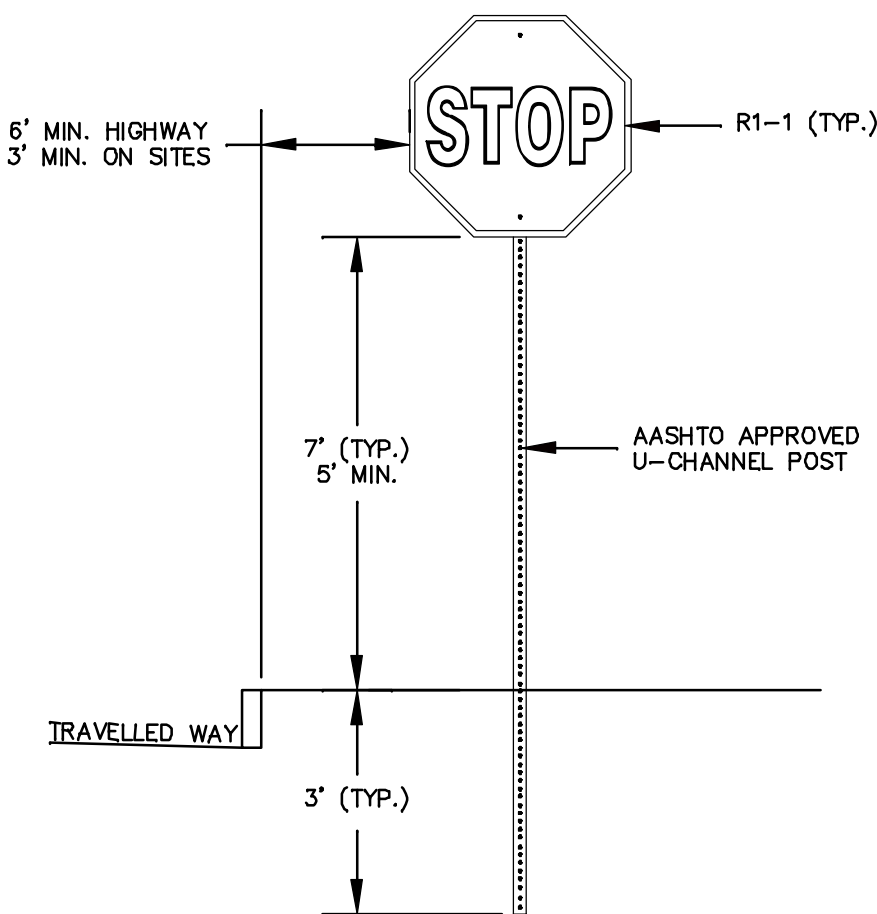 STOP
6' MIN. HIGHWAY
3' MIN. ON SITES
R1-1 (TYP.)
7' (TYP.)
5' MIN.
AASHTO APPROVED
U-CHANNEL POST
TRAVELLED WAY
3' (TYP.)